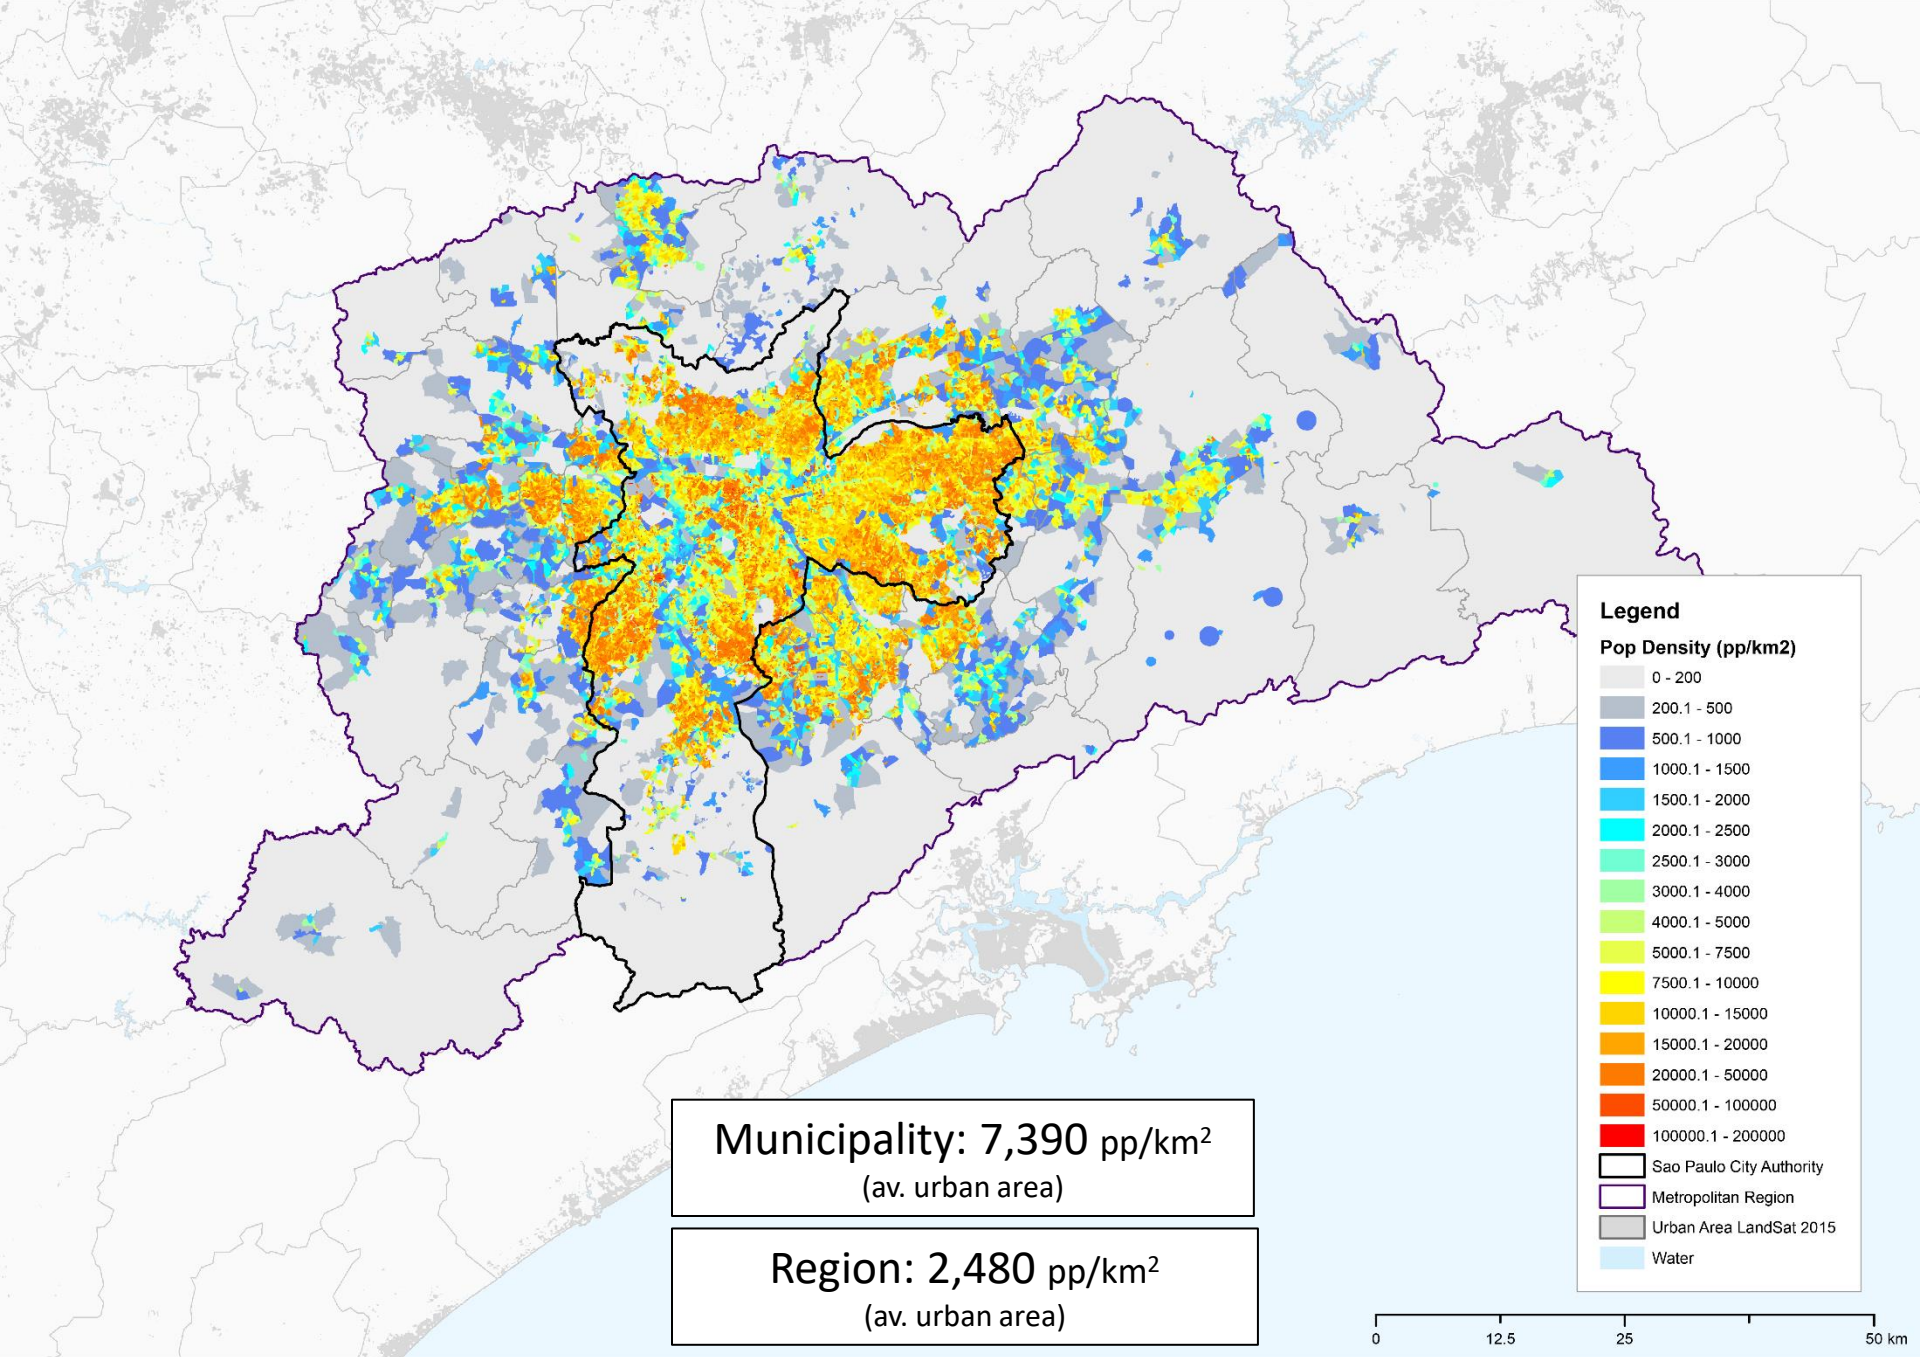 Legend
Pop Density (pp/km2)
0 - 200
200.1 - 500
500.1 - 1000
1000.1 - 1500
1500.1 - 2000
2000.1 - 2500
2500.1 - 3000
3000.1 - 4000
4000.1 - 5000
5000.1 - 7500
7500.1 - 10000
10000.1 - 15000
15000.1 - 20000
20000.1 - 50000
50000.1 - 100000
100000.1 - 200000
Sao Paulo City Authority
Metropolitan Region
Urban Area LandSat 2015
Water
Municipality: 7,390 pp/km²
(av. urban area)
Region: 2,480 pp/km²
(av. urban area)
0 12.5 25 50 km